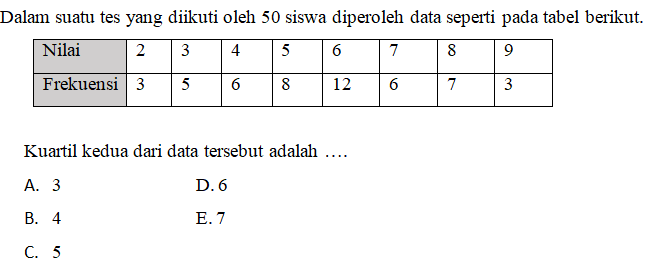 Dalam suatu tes yang diikuti oleh 50 siswa diperoleh data seperti pada tabel berikut.
Nilai 2 3 4 5 6 7 8 9
Frekuensi 3 5 6 8 12 6 7 3
Kuartil kedua dari data tersebut adalah ….
A. 3 D. 6
B. 4 E. 7
C. 5